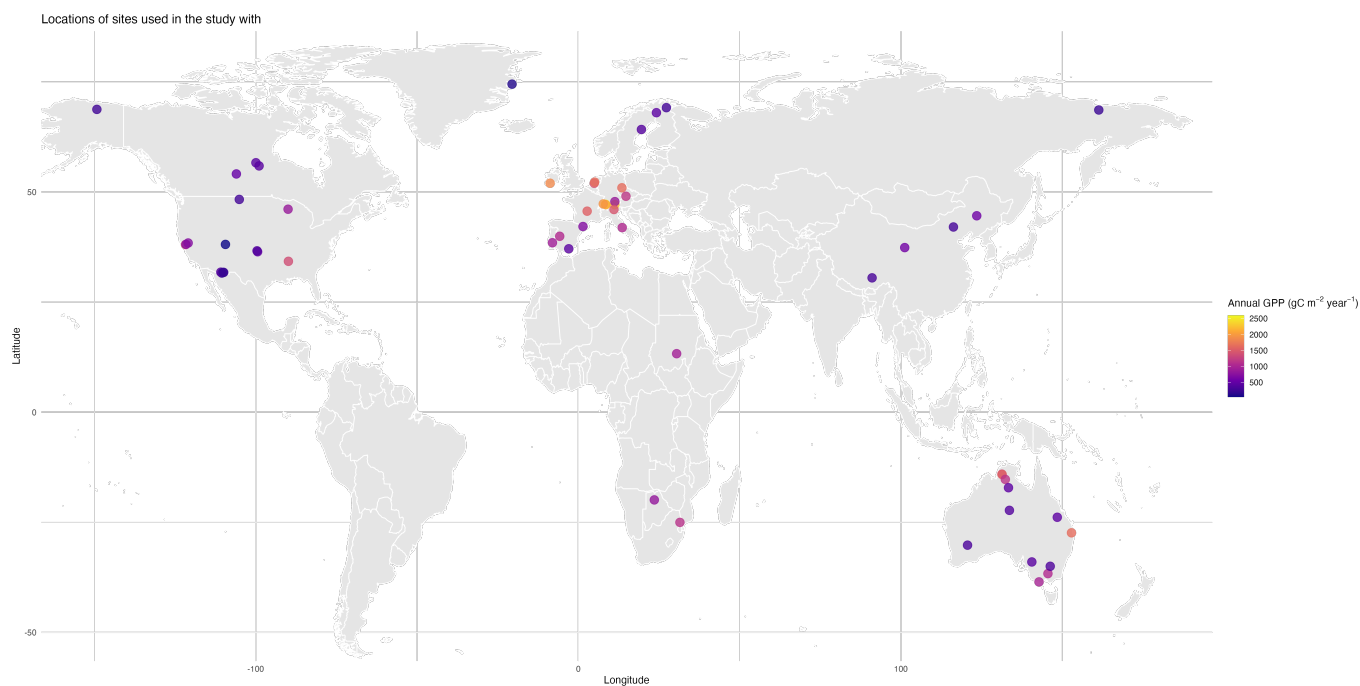 Locations of sites used in the study with
Latitude
50
0
-50
-100
0
100
Longitude
Annual GPP (gC m⁻² year⁻¹)
2500
2000
1500
1000
500